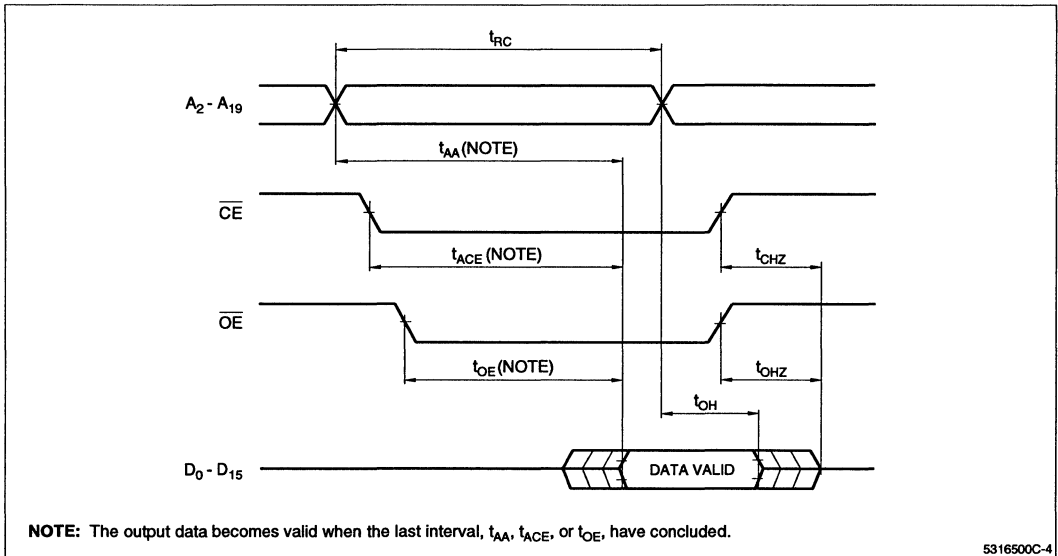 tRC
A2 - A19
tAA (NOTE)
CE
tACE (NOTE)
tCHZ
OE
tOE (NOTE)
tOHZ
tOH
D0 - D15
DATA VALID
NOTE: The output data becomes valid when the last interval, tAA, tACE, or tOE, have concluded.
5316500C-4